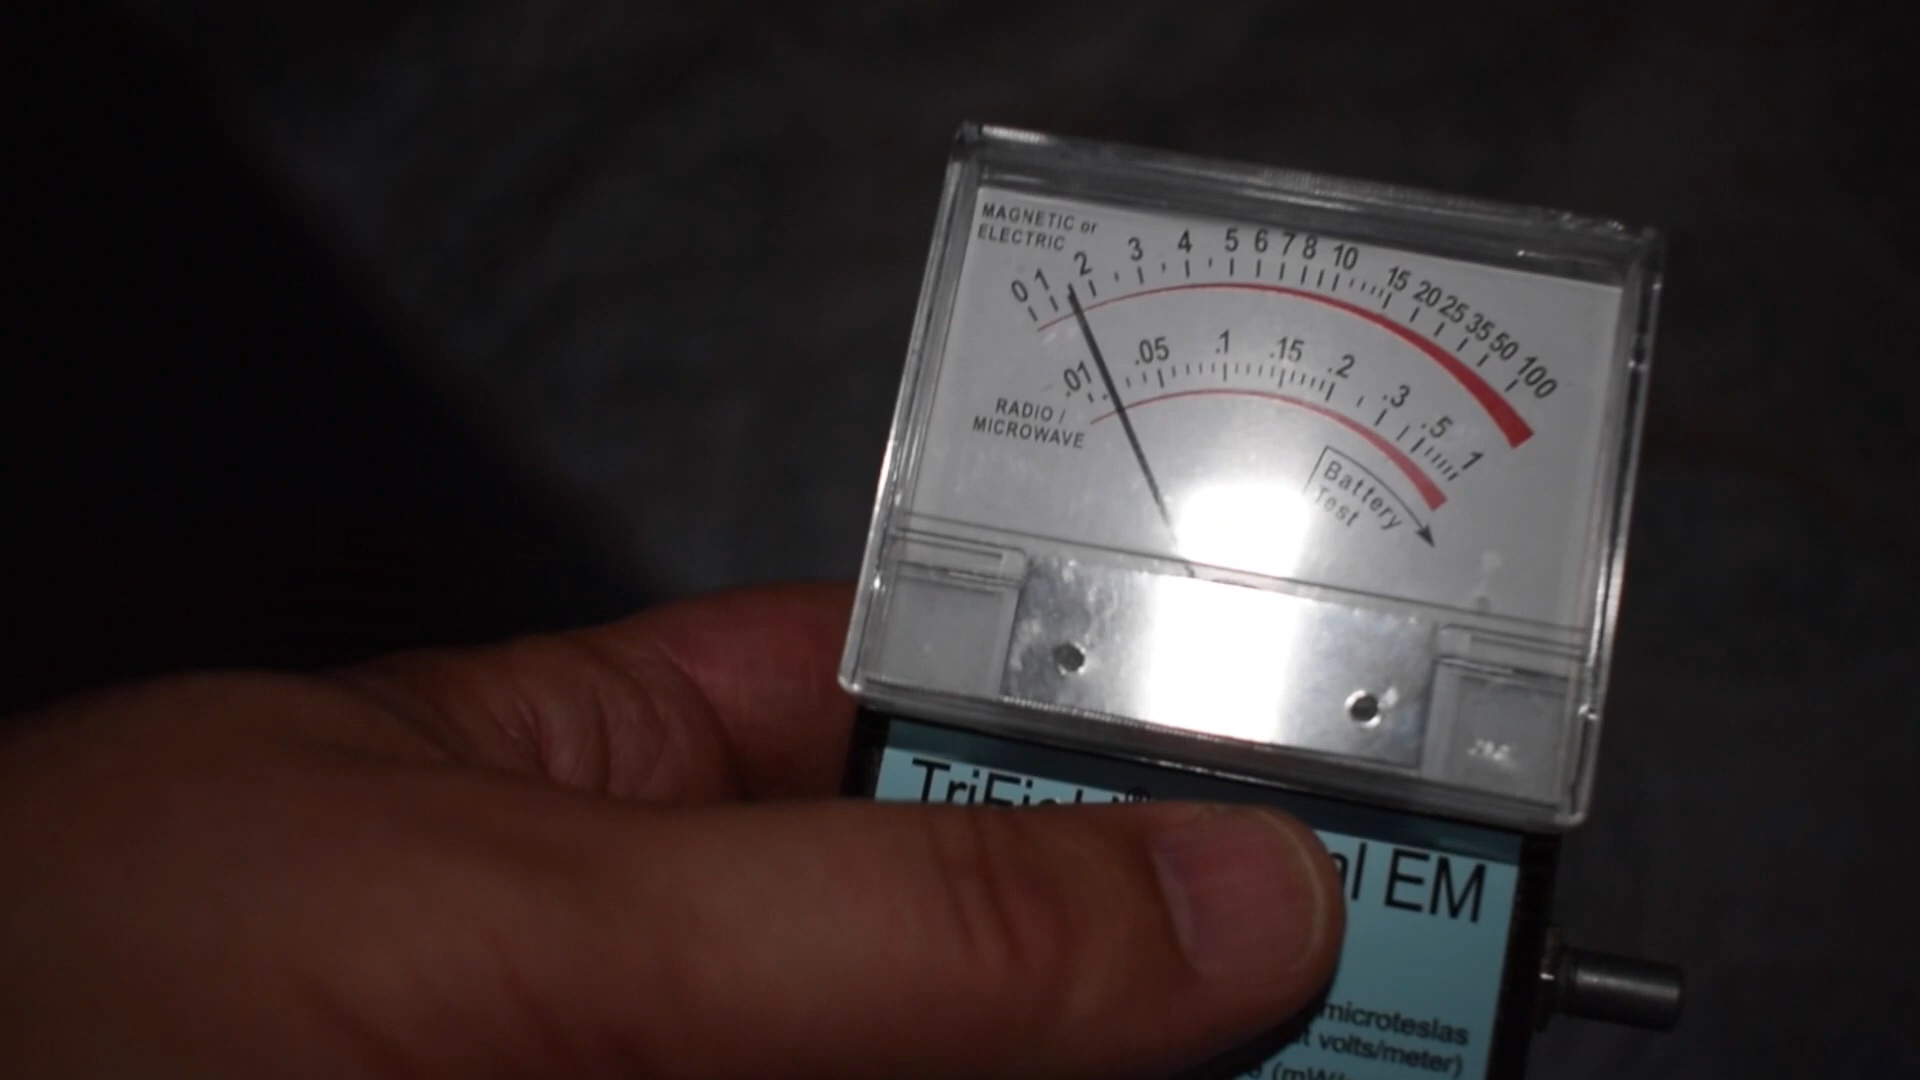 MAGNETIC or
ELECTRIC
0 1 2 3 4 5 6 7 8 10 15 20 25 35 50 100
.01 .05 .1 .15 .2 .3 .5 1
RADIO /
MICROWAVE
Battery
Test
TriField®
EM
microteslas
volts/meter)